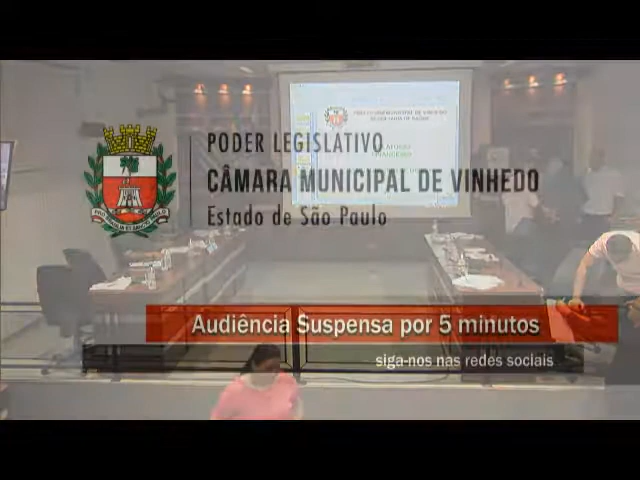 PODER LEGISLATIVO
CÂMARA MUNICIPAL DE VINHEDO
Estado de São Paulo
Audiência Suspensa por 5 minutos
siga-nos nas redes sociais